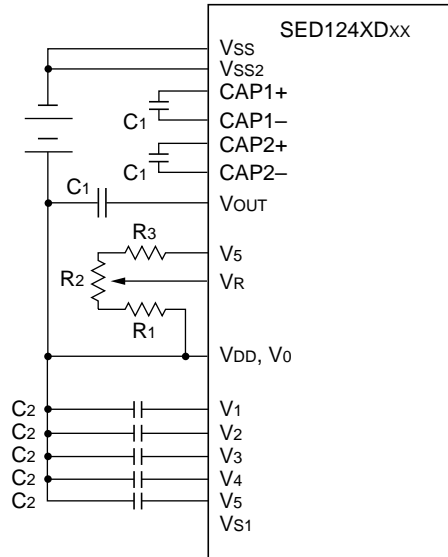 SED124XDXX
VSS
VSS2
CAP1+
C1
CAP1–
CAP2+
C1
CAP2–
C1
VOUT
R3
V5
R2
VR
R1
VDD, V0
C2 V1
C2 V2
C2 V3
C2 V4
C2 V5
VS1